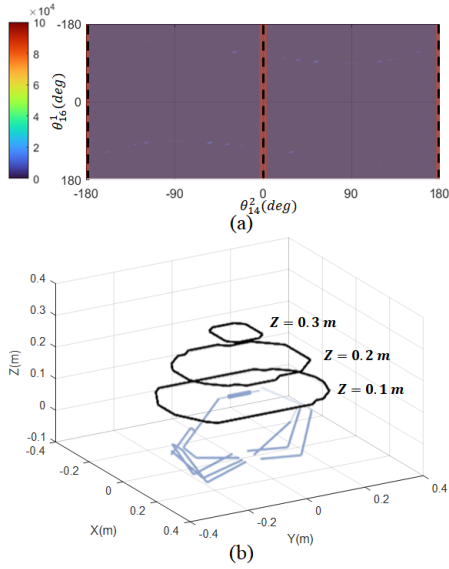 × 10⁴
10
8
6
4
2
0
-180
0
180
θ¹₁₆(deg)
-180 -90 0 90 180
θ²₁₄(deg)
(a)
0.4
0.3
0.2
0.1
0
-0.1
Z(m)
Z = 0.3 m
Z = 0.2 m
Z = 0.1 m
-0.4 -0.2 0 0.2 0.4
X(m)
-0.4 -0.2 0 0.2 0.4
Y(m)
(b)